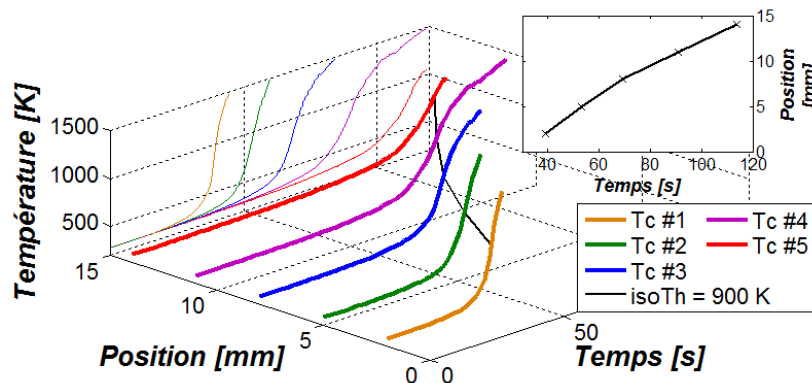 Température [K]
1500
1000
500
15
10
5
0
Position [mm]
0
50
Temps [s]
15
10
5
0
Position
[mm]
40
60
80
100
120
Temps [s]
Tc #1
Tc #2
Tc #3
Tc #4
Tc #5
isoTh = 900 K